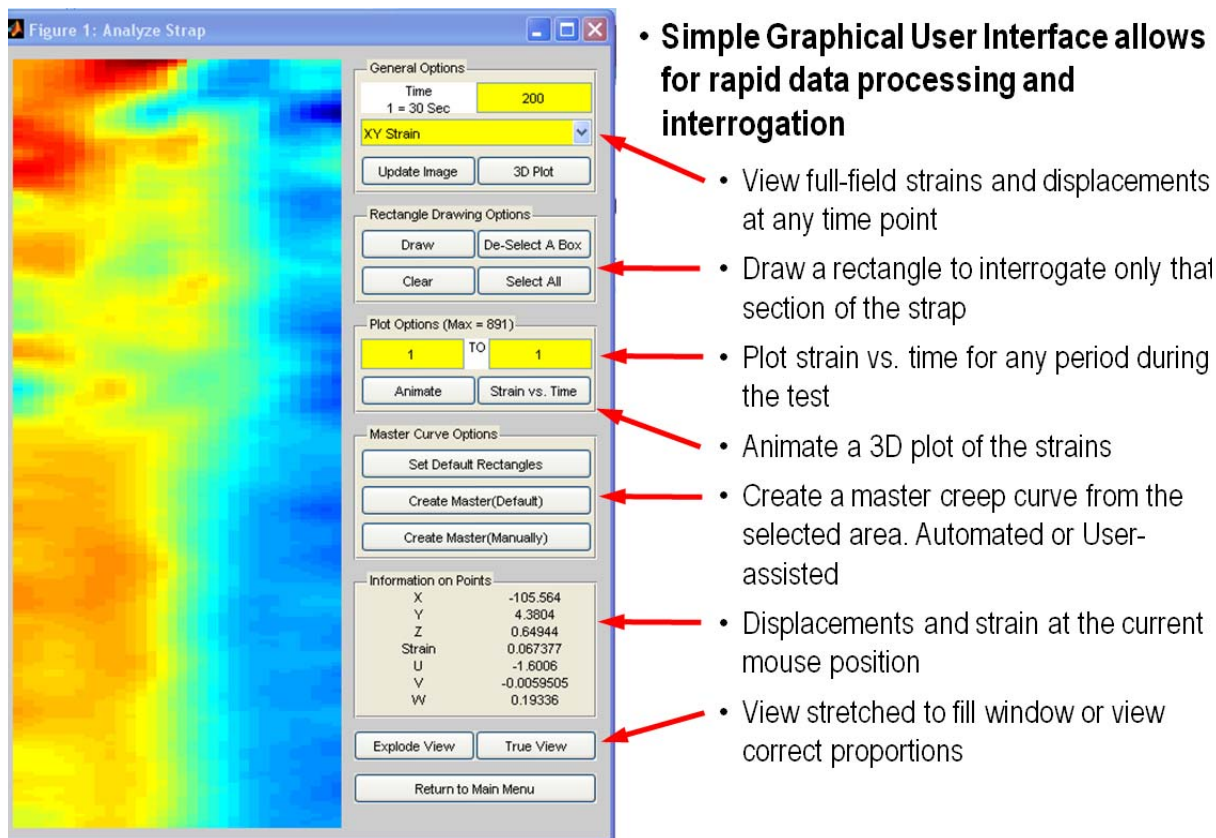 Figure 1: Analyze Strap
General Options
Time
1 = 30 Sec
200
XY Strain
Update Image
3D Plot
Rectangle Drawing Options
Draw
De-Select A Box
Clear
Select All
Plot Options (Max = 891)
1
TO
1
Animate
Strain vs. Time
Master Curve Options
Set Default Rectangles
Create Master(Default)
Create Master(Manually)
Information on Points
X -105.564
Y 4.3804
Z 0.64944
Strain 0.067377
U -1.6006
V -0.0059505
W 0.19336
Explode View
True View
Return to Main Menu
• Simple Graphical User Interface allows
for rapid data processing and
interrogation
• View full-field strains and displacements
at any time point
• Draw a rectangle to interrogate only that
section of the strap
• Plot strain vs. time for any period during
the test
• Animate a 3D plot of the strains
• Create a master creep curve from the
selected area. Automated or User-
assisted
• Displacements and strain at the current
mouse position
• View stretched to fill window or view
correct proportions